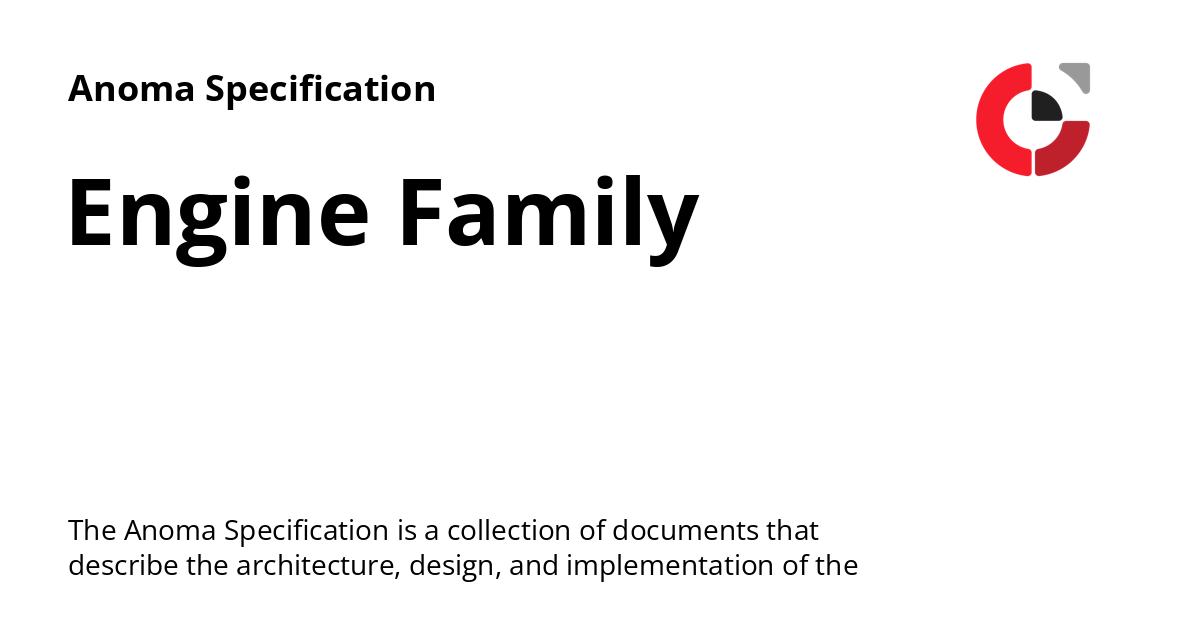 Anoma Specification
Engine Family
The Anoma Specification is a collection of documents that
describe the architecture, design, and implementation of the